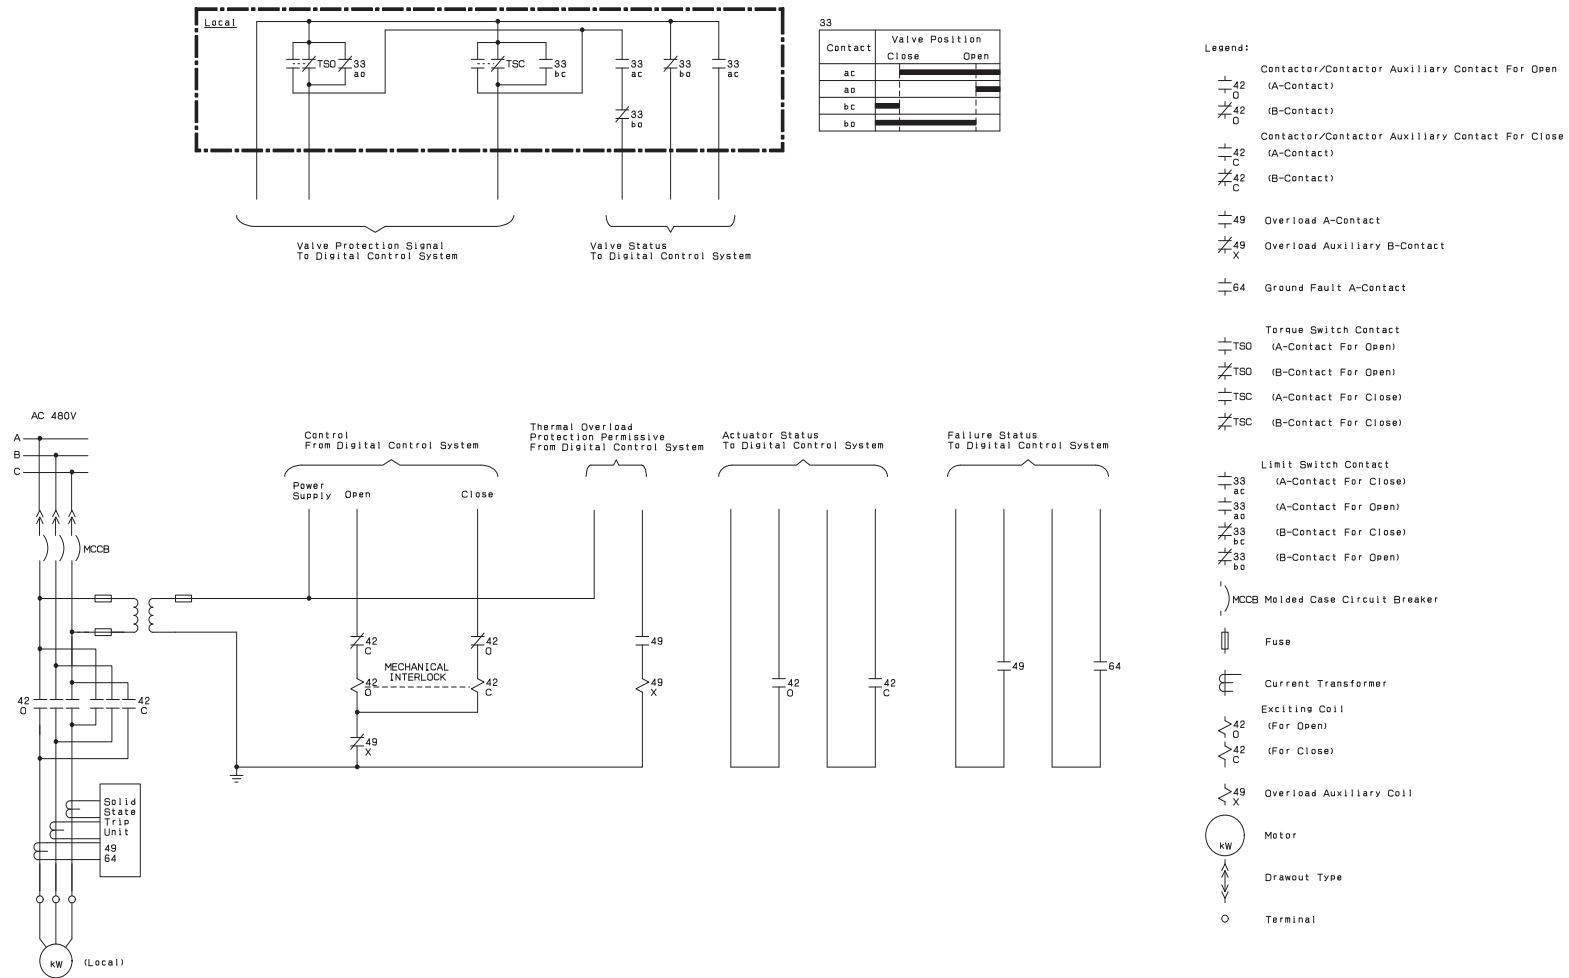 Local
TSO
33
ao
TSC
33
bc
33
ac
33
bo
33
ac
33
bo
Valve Protection Signal
To Digital Control System
Valve Status
To Digital Control System
33
Contact
Valve Position
Close Open
ac
ao
bc
bo
Legend:
Contactor/Contactor Auxiliary Contact For Open
42
O
(A-Contact)
42
O
(B-Contact)
Contactor/Contactor Auxiliary Contact For Close
42
C
(A-Contact)
42
C
(B-Contact)
49 Overload A-Contact
49
X
Overload Auxiliary B-Contact
64 Ground Fault A-Contact
Torque Switch Contact
TSO (A-Contact For Open)
TSO (B-Contact For Open)
TSC (A-Contact For Close)
TSC (B-Contact For Close)
Limit Switch Contact
33
ac
(A-Contact For Close)
33
ao
(A-Contact For Open)
33
bc
(B-Contact For Close)
33
bo
(B-Contact For Open)
MCCB Molded Case Circuit Breaker
Fuse
Current Transformer
Exciting Coil
42
O
(For Open)
42
C
(For Close)
49
X
Overload Auxiliary Coil
kW
Motor
Drawout Type
Terminal
AC 480V
A
B
C
MCCB
42
O
42
C
Solid
State
Trip
Unit
49
64
kW
(Local)
Control
From Digital Control System
Power
Supply
Open
Close
42
C
42
O
MECHANICAL
INTERLOCK
42
O
42
C
49
X
Thermal Overload
Protection Permissive
From Digital Control System
49
49
X
Actuator Status
To Digital Control System
42
O
42
C
Failure Status
To Digital Control System
49
64